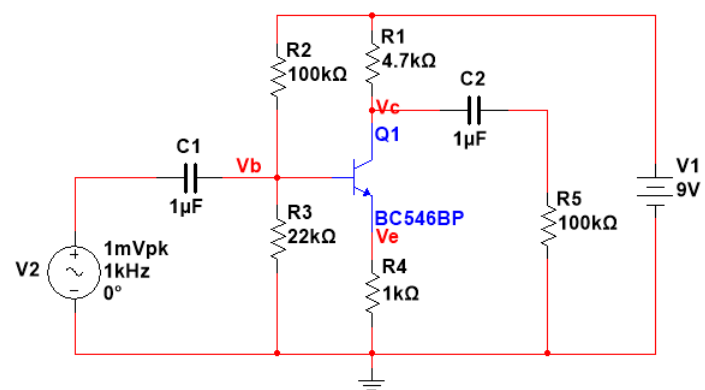 R2
100kΩ
R1
4.7kΩ
C2
1µF
Vc
Q1
C1
1µF
Vb
V1
9V
R3
22kΩ
BC546BP
Ve
R5
100kΩ
V2
1mVpk
1kHz
0°
R4
1kΩ